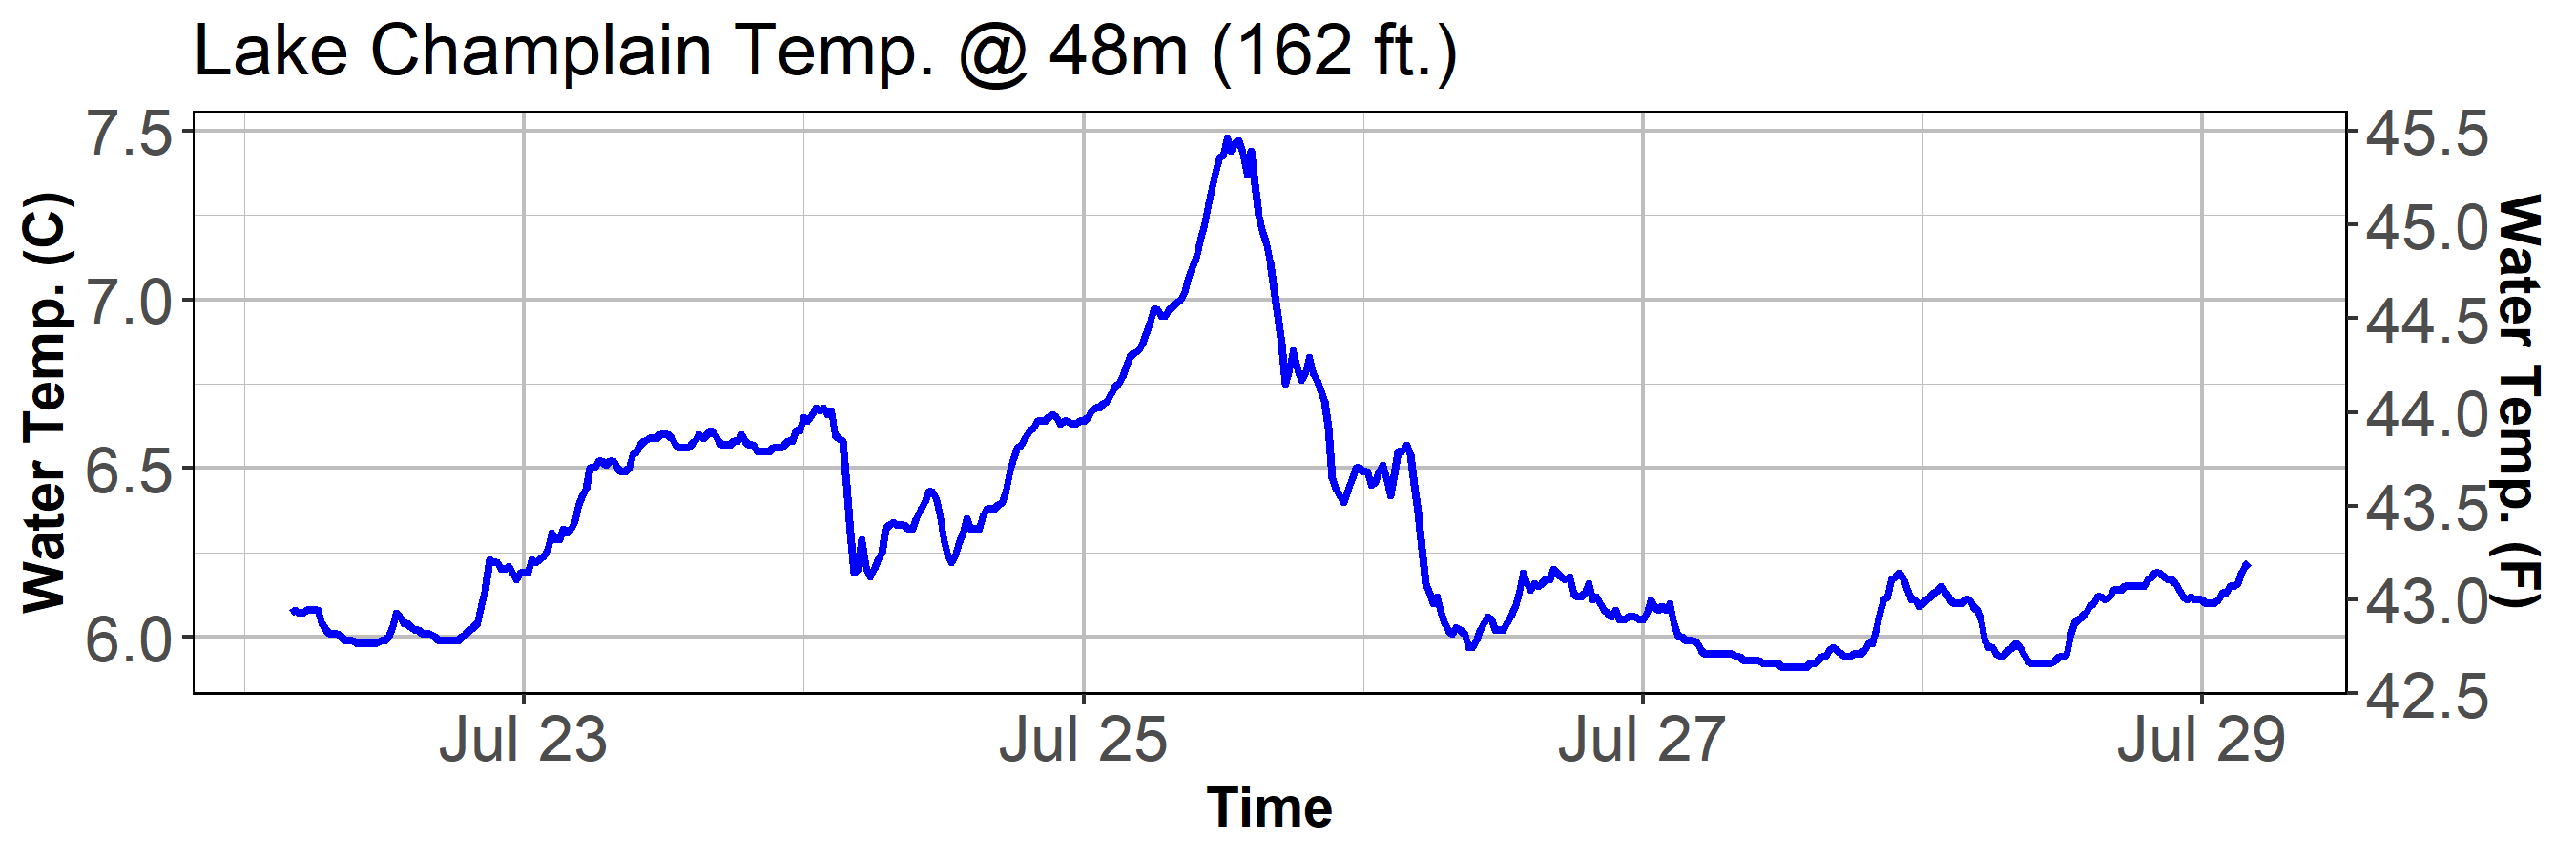 Lake Champlain Temp. @ 48m (162 ft.)
Water Temp. (C)
7.5
7.0
6.5
6.0
45.5
45.0
44.5
44.0
43.5
43.0
42.5
Water Temp. (F)
Jul 23 Jul 25 Jul 27 Jul 29
Time